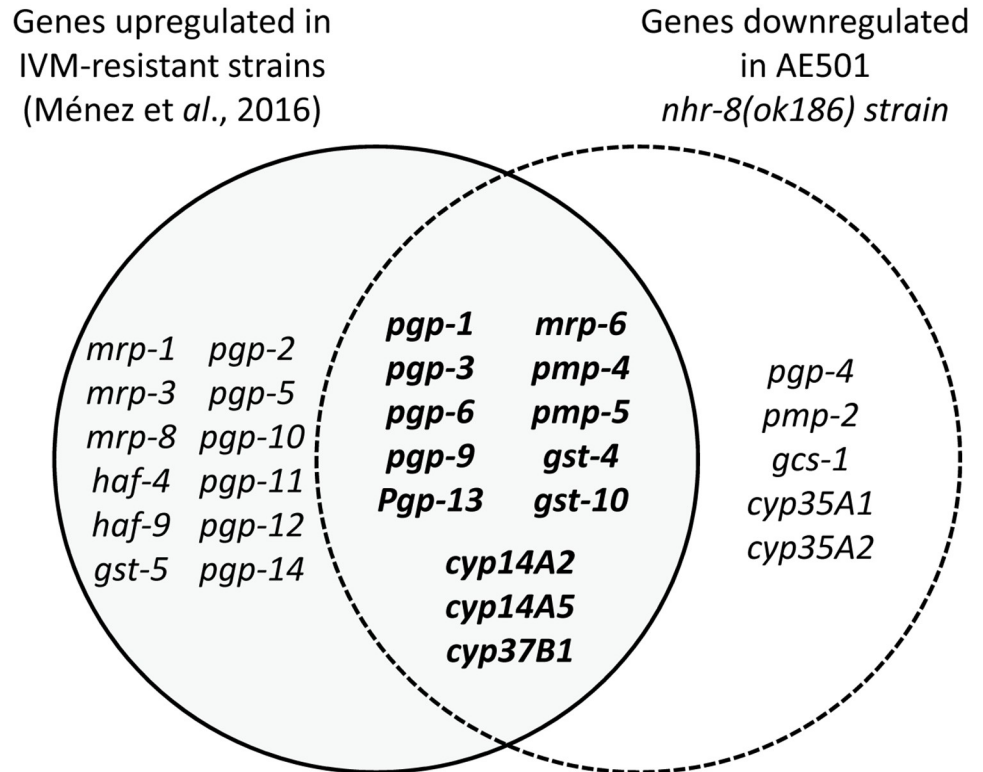 Genes upregulated in
IVM-resistant strains
(Ménez et al., 2016)
Genes downregulated
in AE501
nhr-8(ok186) strain
mrp-1 pgp-2
mrp-3 pgp-5
mrp-8 pgp-10
haf-4 pgp-11
haf-9 pgp-12
gst-5 pgp-14
pgp-1 mrp-6
pgp-3 pmp-4
pgp-6 pmp-5
pgp-9 gst-4
Pgp-13 gst-10
cyp14A2
cyp14A5
cyp37B1
pgp-4
pmp-2
gcs-1
cyp35A1
cyp35A2